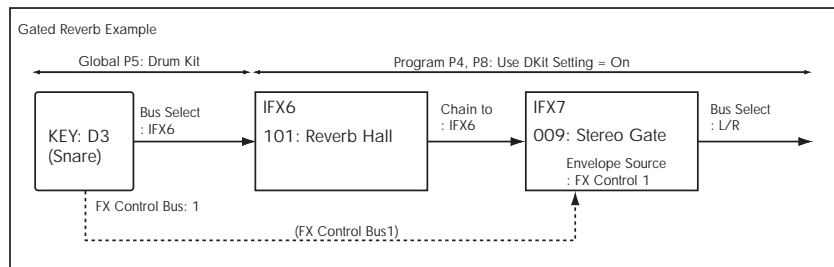 Gated Reverb Example
Global P5: Drum Kit
Program P4, P8: Use DKit Setting = On
KEY: D3
(Snare)
Bus Select
: IFX6
IFX6
101: Reverb Hall
Chain to
: IFX6
IFX7
009: Stereo Gate
Envelope Source
: FX Control 1
Bus Select
: L/R
FX Control Bus: 1
(FX Control Bus1)